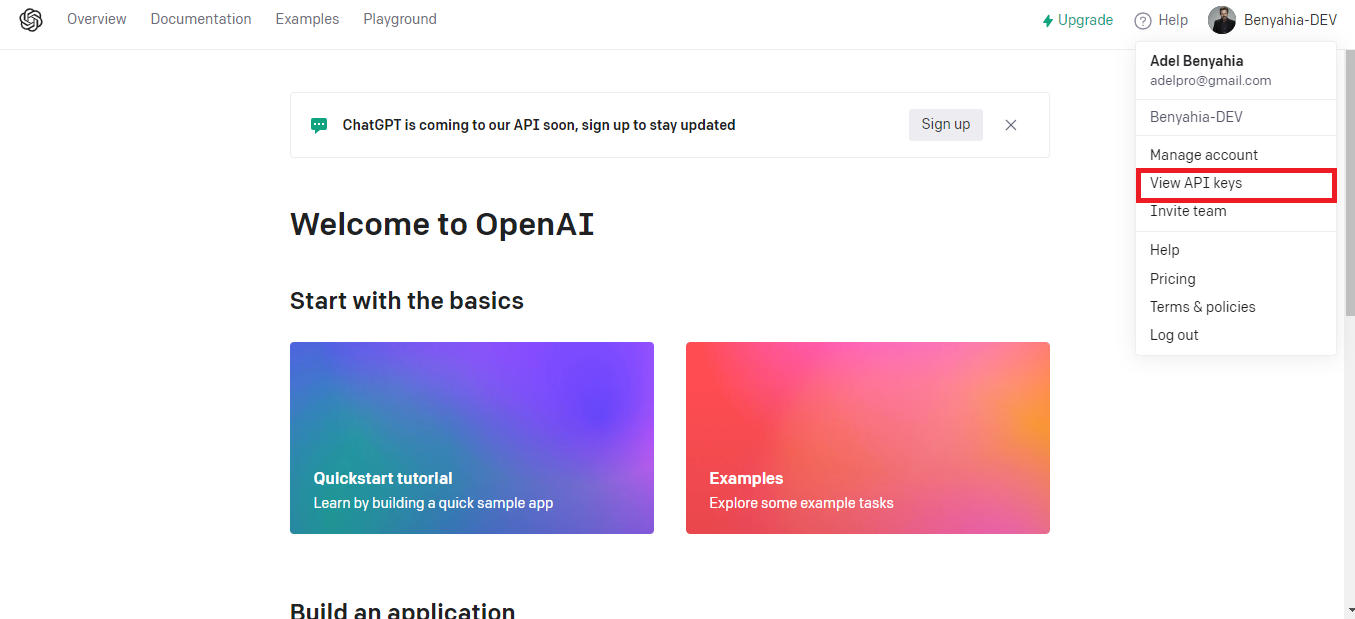 Overview Documentation Examples Playground Upgrade Help Benyahia-DEV
Adel Benyahia
adelpro@gmail.com
Benyahia-DEV
Manage account
View API keys
Invite team
Help
Pricing
Terms & policies
Log out
ChatGPT is coming to our API soon, sign up to stay updated Sign up
Welcome to OpenAI
Start with the basics
Quickstart tutorial
Learn by building a quick sample app
Examples
Explore some example tasks
Build an application